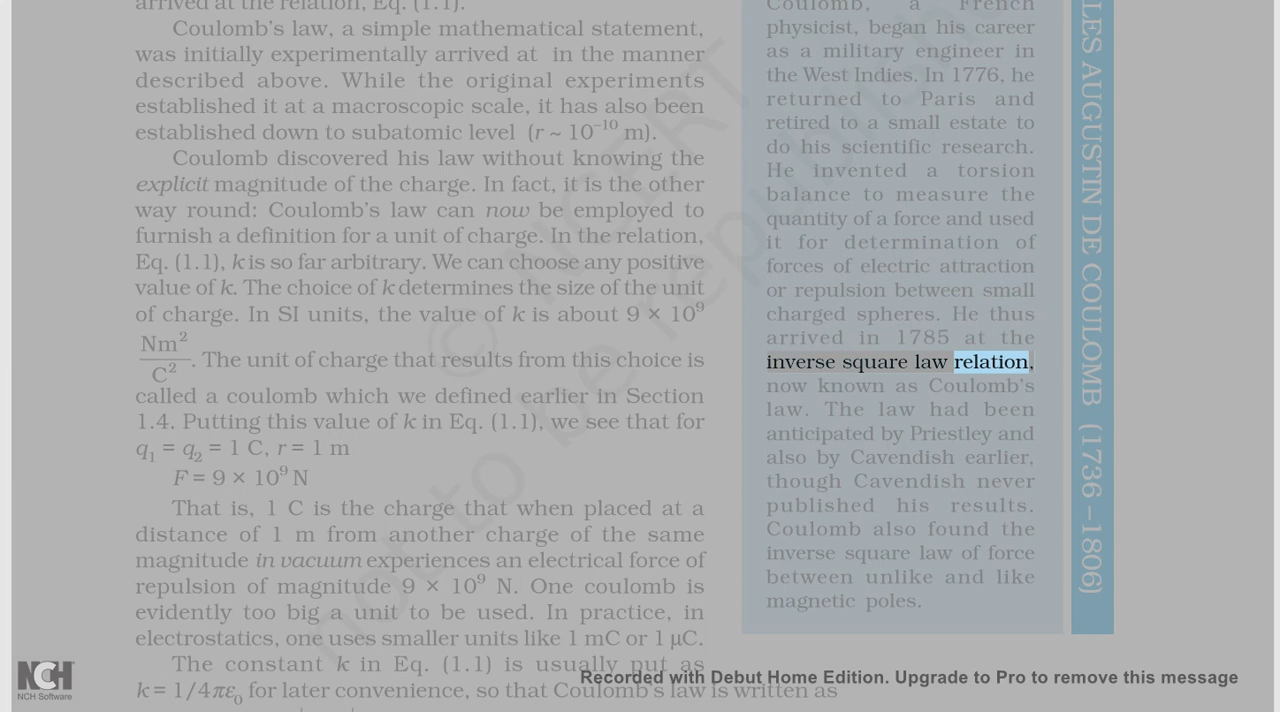 arrived at the relation, Eq. (1.1).
Coulomb's law, a simple mathematical statement,
was initially experimentally arrived at in the manner
described above. While the original experiments
established it at a macroscopic scale, it has also been
established down to subatomic level (r ~ 10⁻¹⁰ m).
Coulomb discovered his law without knowing the
explicit magnitude of the charge. In fact, it is the other
way round: Coulomb's law can now be employed to
furnish a definition for a unit of charge. In the relation,
Eq. (1.1), k is so far arbitrary. We can choose any positive
value of k. The choice of k determines the size of the unit
of charge. In SI units, the value of k is about 9 × 10⁹
Nm²
C²
. The unit of charge that results from this choice is
called a coulomb which we defined earlier in Section
1.4. Putting this value of k in Eq. (1.1), we see that for
q₁ = q₂ = 1 C, r = 1 m
F = 9 × 10⁹ N
That is, 1 C is the charge that when placed at a
distance of 1 m from another charge of the same
magnitude in vacuum experiences an electrical force of
repulsion of magnitude 9 × 10⁹ N. One coulomb is
evidently too big a unit to be used. In practice, in
electrostatics, one uses smaller units like 1 mC or 1 μC.
The constant k in Eq. (1.1) is usually put as
k = 1/4πε₀ for later convenience, so that Coulomb's law is written as
Coulomb, a French
physicist, began his career
as a military engineer in
the West Indies. In 1776, he
returned to Paris and
retired to a small estate to
do his scientific research.
He invented a torsion
balance to measure the
quantity of a force and used
it for determination of
forces of electric attraction
or repulsion between small
charged spheres. He thus
arrived in 1785 at the
inverse square law relation,
now known as Coulomb's
law. The law had been
anticipated by Priestley and
also by Cavendish earlier,
though Cavendish never
published his results.
Coulomb also found the
inverse square law of force
between unlike and like
magnetic poles.
LES AUGUSTIN DE COULOMB (1736 – 1806)
© NCERT
not to be republished
NCH
NCH Software
Recorded with Debut Home Edition. Upgrade to Pro to remove this message